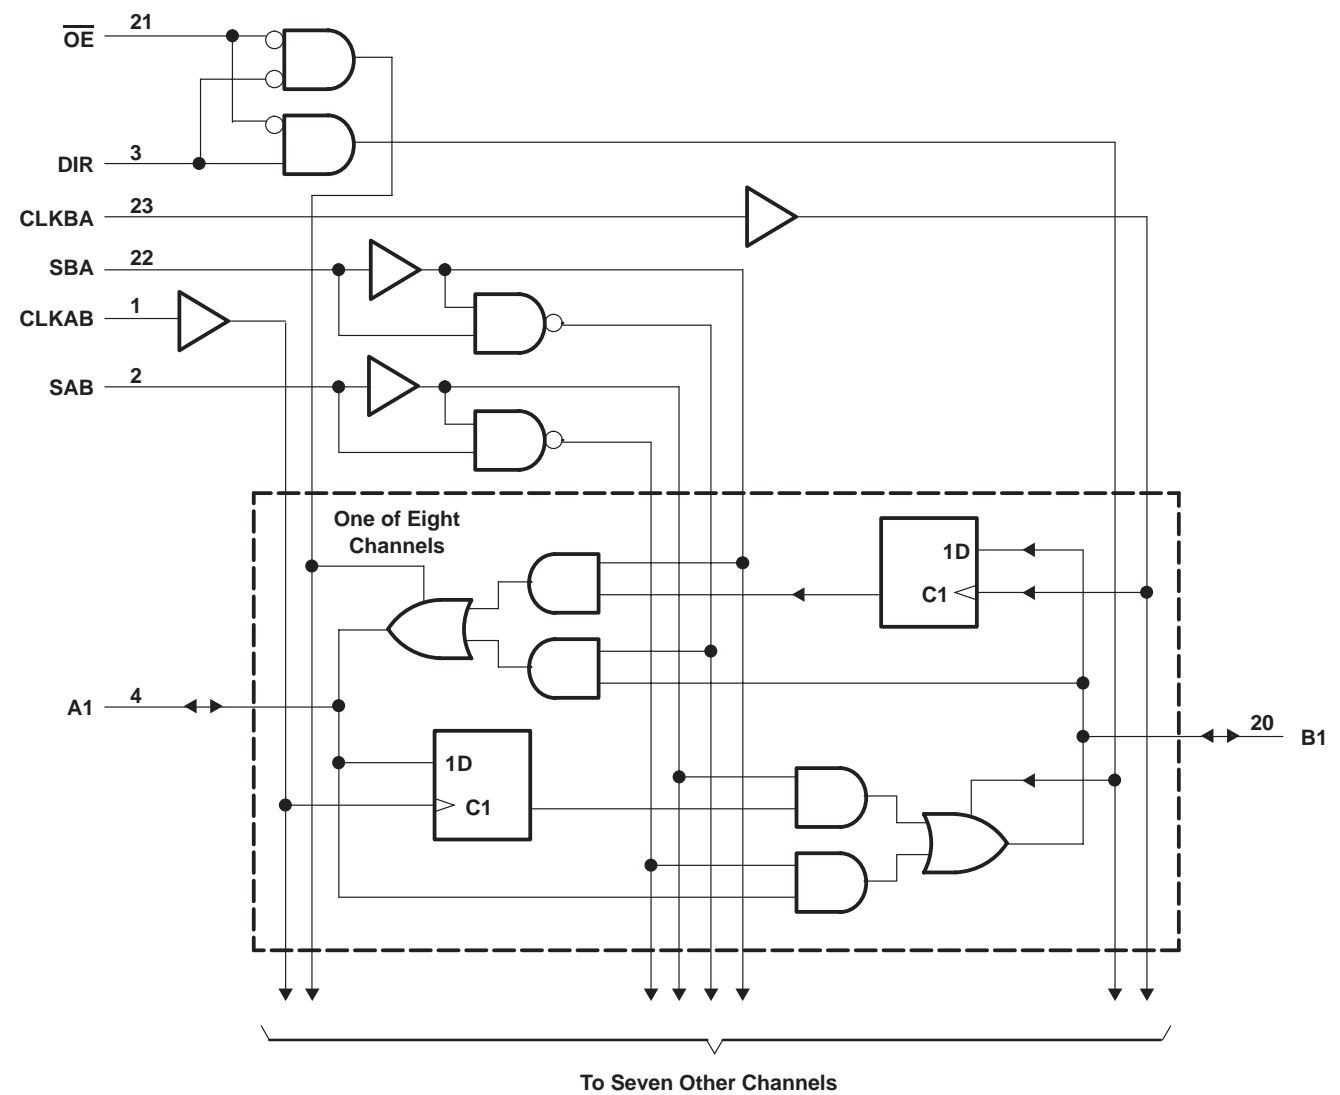 O̅E̅ 21
DIR 3
CLKBA 23
SBA 22
CLKAB 1
SAB 2
One of Eight
Channels
1D
C1
A1 4
1D
C1
20 B1
To Seven Other Channels